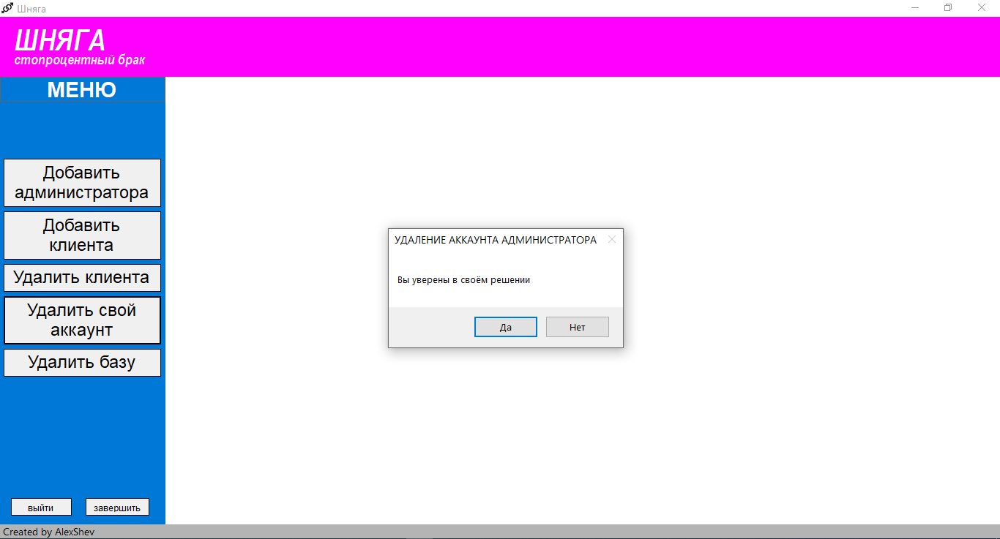 Шняга
ШНЯГА
стопроцентный брак
МЕНЮ
Добавить
администратора
Добавить
клиента
Удалить клиента
Удалить свой
аккаунт
Удалить базу
УДАЛЕНИЕ АККАУНТА АДМИНИСТРАТОРА
Вы уверены в своём решении
Да
Нет
выйти
завершить
Created by AlexShev